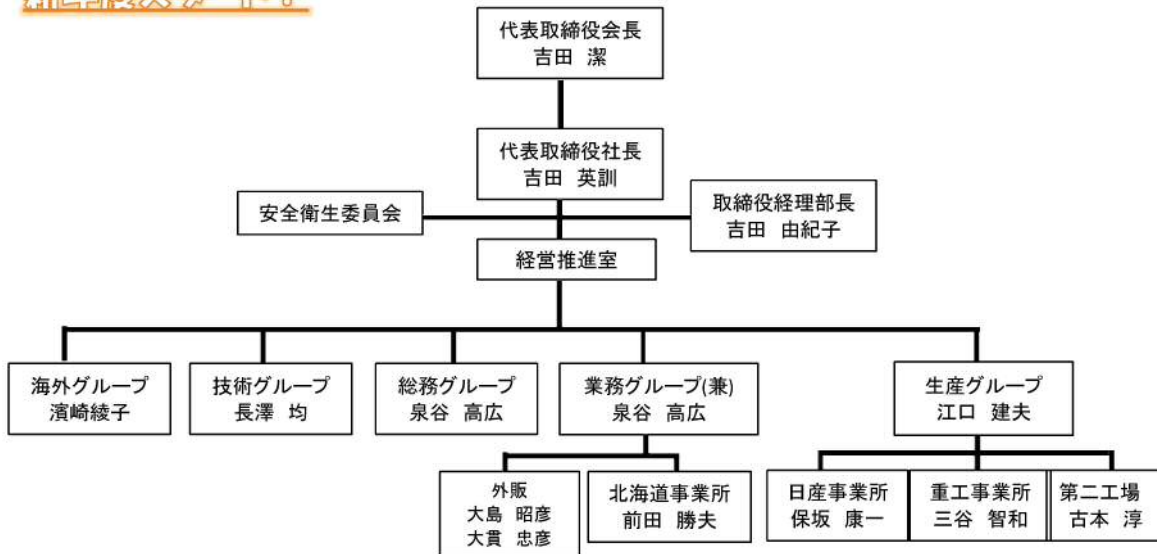 代表取締役会長
吉田 潔
代表取締役社長
吉田 英訓
安全衛生委員会
取締役経理部長
吉田 由紀子
経営推進室
海外グループ
濱崎綾子
技術グループ
長澤 均
総務グループ
泉谷 高広
業務グループ(兼)
泉谷 高広
生産グループ
江口 建夫
外販
大島 昭彦
大貫 忠彦
北海道事業所
前田 勝夫
日産事業所
保坂 康一
重工事業所
三谷 智和
第二工場
古本 淳